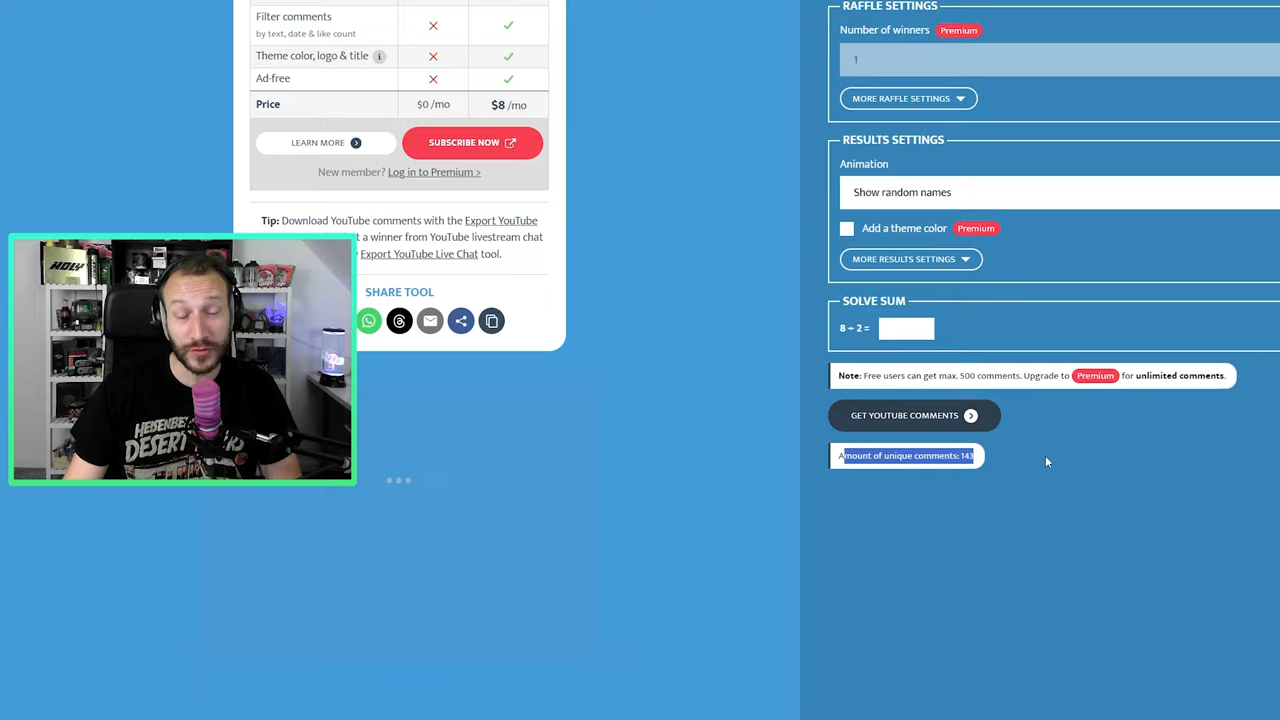 Filter comments
by text, date & like count
Theme color, logo & title
Ad-free
Price $0 /mo $8 /mo
LEARN MORE SUBSCRIBE NOW
New member? Log in to Premium >
Tip: Download YouTube comments with the Export YouTube
t a winner from YouTube livestream chat
Export YouTube Live Chat tool.
SHARE TOOL
HOLY
HEISENBE
DESERT
RAFFLE SETTINGS
Number of winners Premium
1
MORE RAFFLE SETTINGS
RESULTS SETTINGS
Animation
Show random names
Add a theme color Premium
MORE RESULTS SETTINGS
SOLVE SUM
8 ÷ 2 =
Note: Free users can get max. 500 comments. Upgrade to Premium for unlimited comments.
GET YOUTUBE COMMENTS
Amount of unique comments: 143